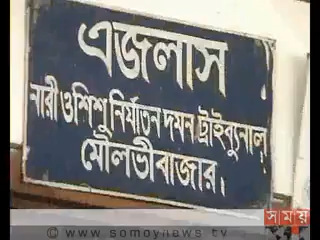 এজলাস
নারী ও শিশু নির্যাতন দমন ট্রাইব্যুনাল
মৌলভীবাজার.
সময়
© www.somoynews.tv